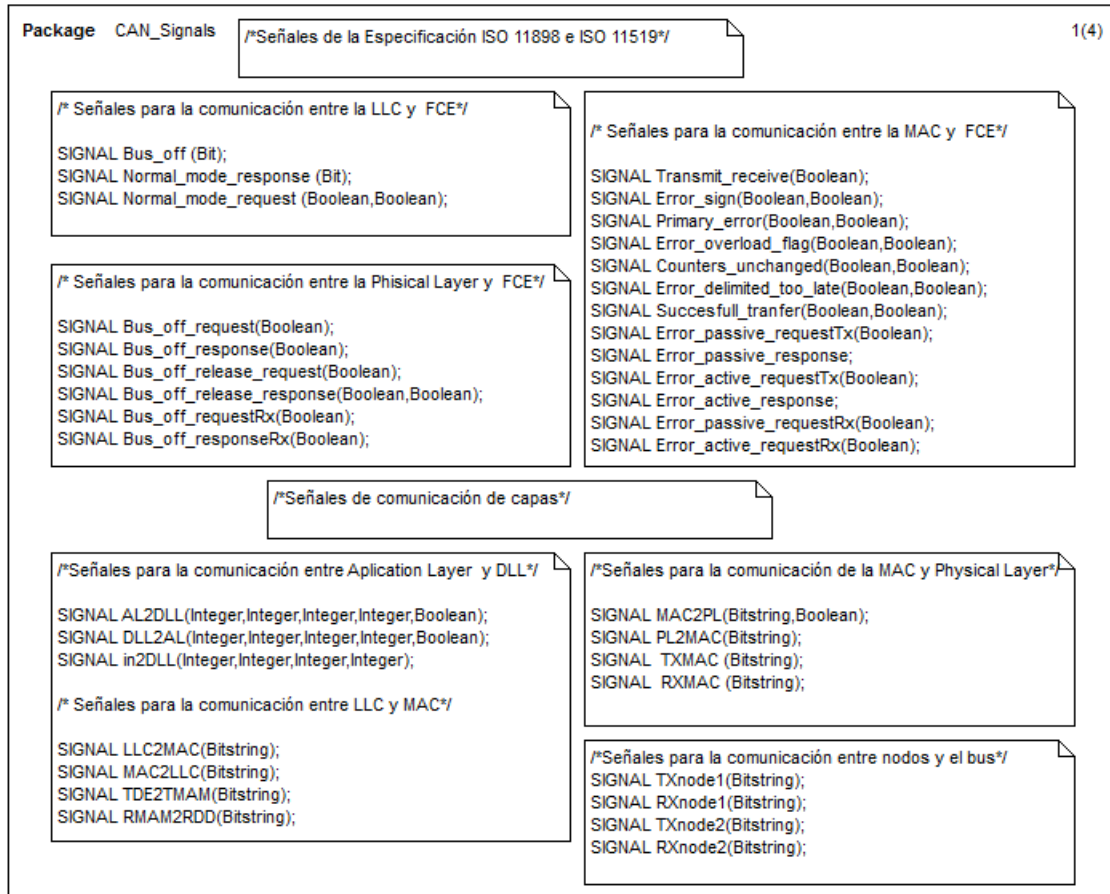 Package CAN_Signals
/*Señales de la Especificación ISO 11898 e ISO 11519*/
1(4)
/* Señales para la comunicación entre la LLC y FCE*/
SIGNAL Bus_off (Bit);
SIGNAL Normal_mode_response (Bit);
SIGNAL Normal_mode_request (Boolean,Boolean);
/* Señales para la comunicación entre la MAC y FCE*/
SIGNAL Transmit_receive(Boolean);
SIGNAL Error_sign(Boolean,Boolean);
SIGNAL Primary_error(Boolean,Boolean);
SIGNAL Error_overload_flag(Boolean,Boolean);
SIGNAL Counters_unchanged(Boolean,Boolean);
SIGNAL Error_delimited_too_late(Boolean,Boolean);
SIGNAL Succesfull_tranfer(Boolean,Boolean);
SIGNAL Error_passive_requestTx(Boolean);
SIGNAL Error_passive_response;
SIGNAL Error_active_requestTx(Boolean);
SIGNAL Error_active_response;
SIGNAL Error_passive_requestRx(Boolean);
SIGNAL Error_active_requestRx(Boolean);
/* Señales para la comunicación entre la Phisical Layer y FCE*/
SIGNAL Bus_off_request(Boolean);
SIGNAL Bus_off_response(Boolean);
SIGNAL Bus_off_release_request(Boolean);
SIGNAL Bus_off_release_response(Boolean,Boolean);
SIGNAL Bus_off_requestRx(Boolean);
SIGNAL Bus_off_responseRx(Boolean);
/*Señales de comunicación de capas*/
/*Señales para la comunicación entre Aplication Layer y DLL*/
SIGNAL AL2DLL(Integer,Integer,Integer,Integer,Boolean);
SIGNAL DLL2AL(Integer,Integer,Integer,Integer,Boolean);
SIGNAL in2DLL(Integer,Integer,Integer,Integer);
/* Señales para la comunicación entre LLC y MAC*/
SIGNAL LLC2MAC(Bitstring);
SIGNAL MAC2LLC(Bitstring);
SIGNAL TDE2TMAM(Bitstring);
SIGNAL RMAM2RDD(Bitstring);
/*Señales para la comunicación de la MAC y Physical Layer*/
SIGNAL MAC2PL(Bitstring,Boolean);
SIGNAL PL2MAC(Bitstring);
SIGNAL TXMAC (Bitstring);
SIGNAL RXMAC (Bitstring);
/*Señales para la comunicación entre nodos y el bus*/
SIGNAL TXnode1(Bitstring);
SIGNAL RXnode1(Bitstring);
SIGNAL TXnode2(Bitstring);
SIGNAL RXnode2(Bitstring);